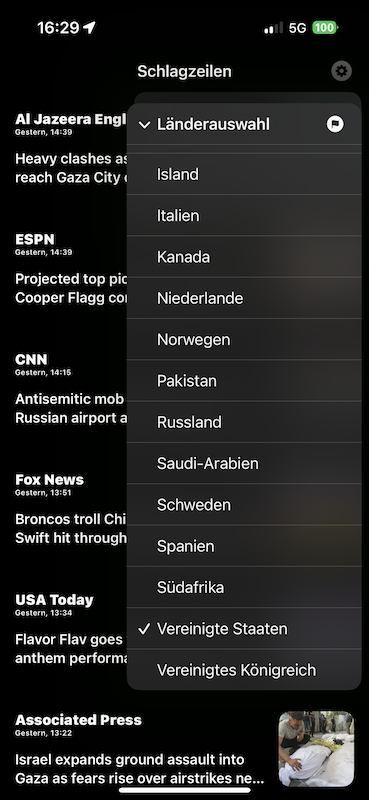 16:29
5G
100
Schlagzeilen
Länderauswahl
Island
Italien
Kanada
Niederlande
Norwegen
Pakistan
Russland
Saudi-Arabien
Schweden
Spanien
Südafrika
Vereinigte Staaten
Vereinigtes Königreich
Al Jazeera Engl
Gestern, 14:39
Heavy clashes as
reach Gaza City
ESPN
Gestern, 14:39
Projected top pic
Cooper Flagg
CNN
Gestern, 14:15
Antisemitic mob
Russian airport a
Fox News
Gestern, 13:51
Broncos troll Chi
Swift hit through
USA Today
Gestern, 13:34
Flavor Flav goes
anthem performa
Associated Press
Gestern, 13:22
Israel expands ground assault into
Gaza as fears rise over airstrikes ne...